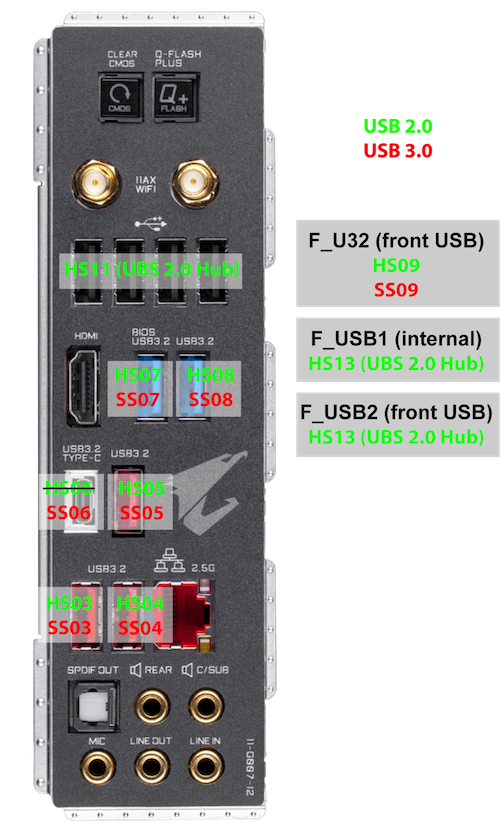 CLEAR
CMOS
Q-FLASH
PLUS
CMOS
Q+
FLASH
USB 2.0
USB 3.0
11AX
WIFI
HS11 (UBS 2.0 Hub)
F_U32 (front USB)
HS09
SS09
F_USB1 (internal)
HS13 (UBS 2.0 Hub)
F_USB2 (front USB)
HS13 (UBS 2.0 Hub)
HDMI
BIOS
USB3.2
USB3.2
HS07
SS07
HS08
SS08
USB3.2
TYPE-C
USB3.2
HS06
SS06
HS05
SS05
USB3.2
2.5G
HS03
SS03
HS04
SS04
SPDIF OUT
REAR
C/SUB
MIC
LINE OUT
LINE IN
11-G007-12